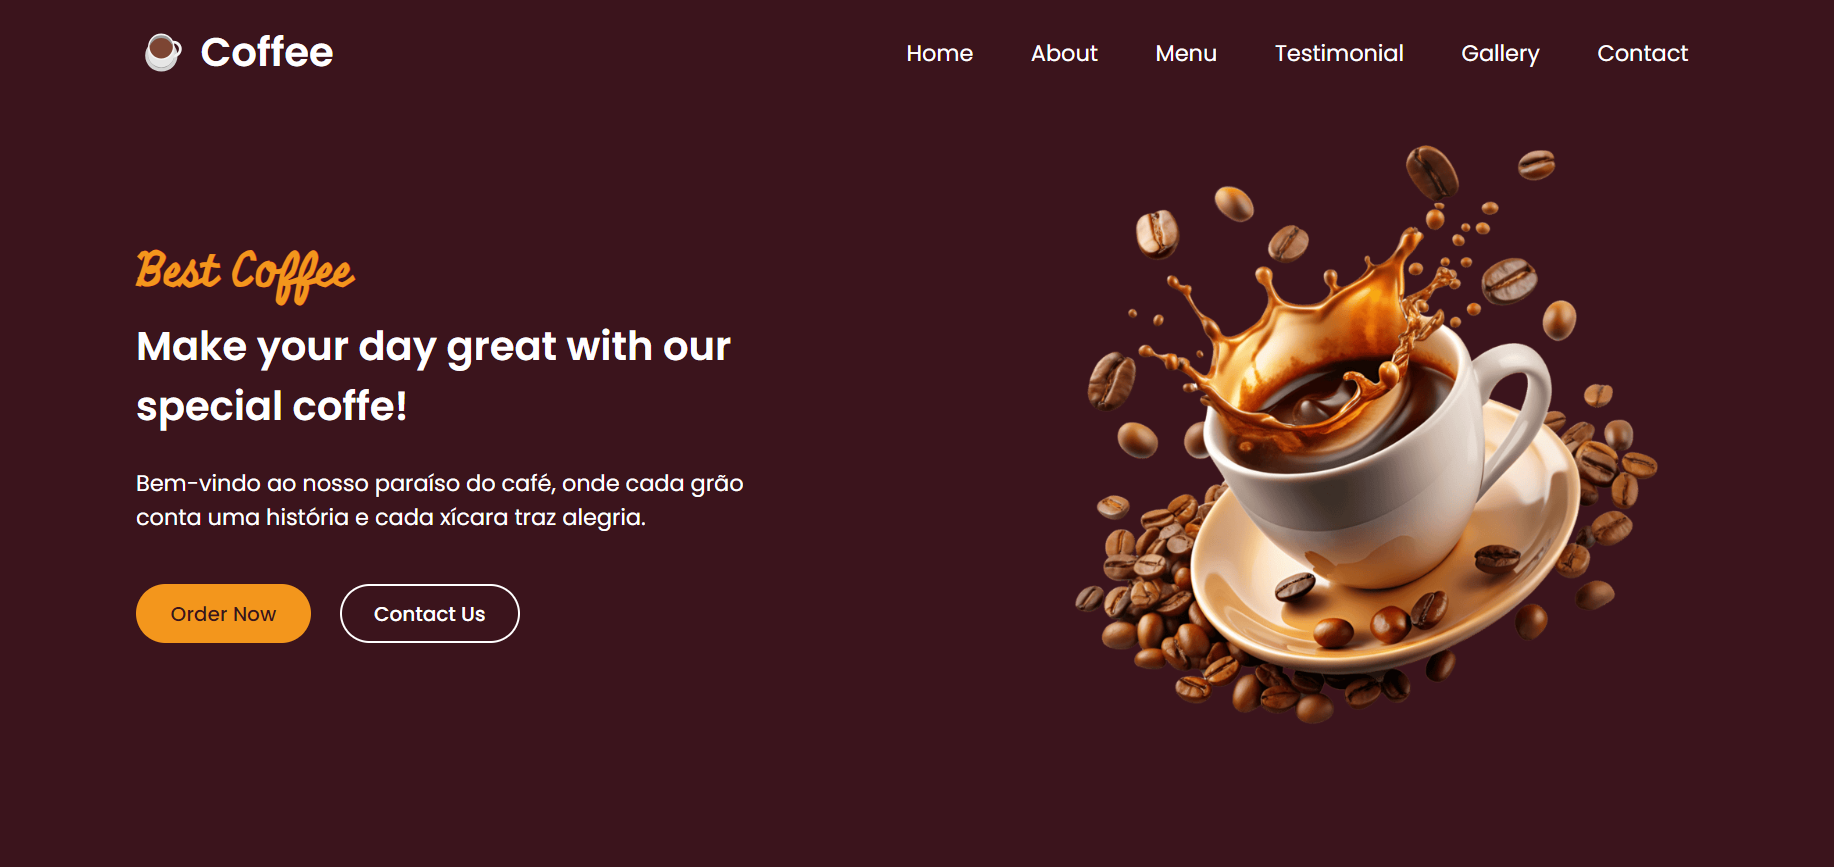 Coffee
Home About Menu Testimonial Gallery Contact
Best Coffee
Make your day great with our
special coffe!
Bem-vindo ao nosso paraíso do café, onde cada grão
conta uma história e cada xícara traz alegria.
Order Now Contact Us